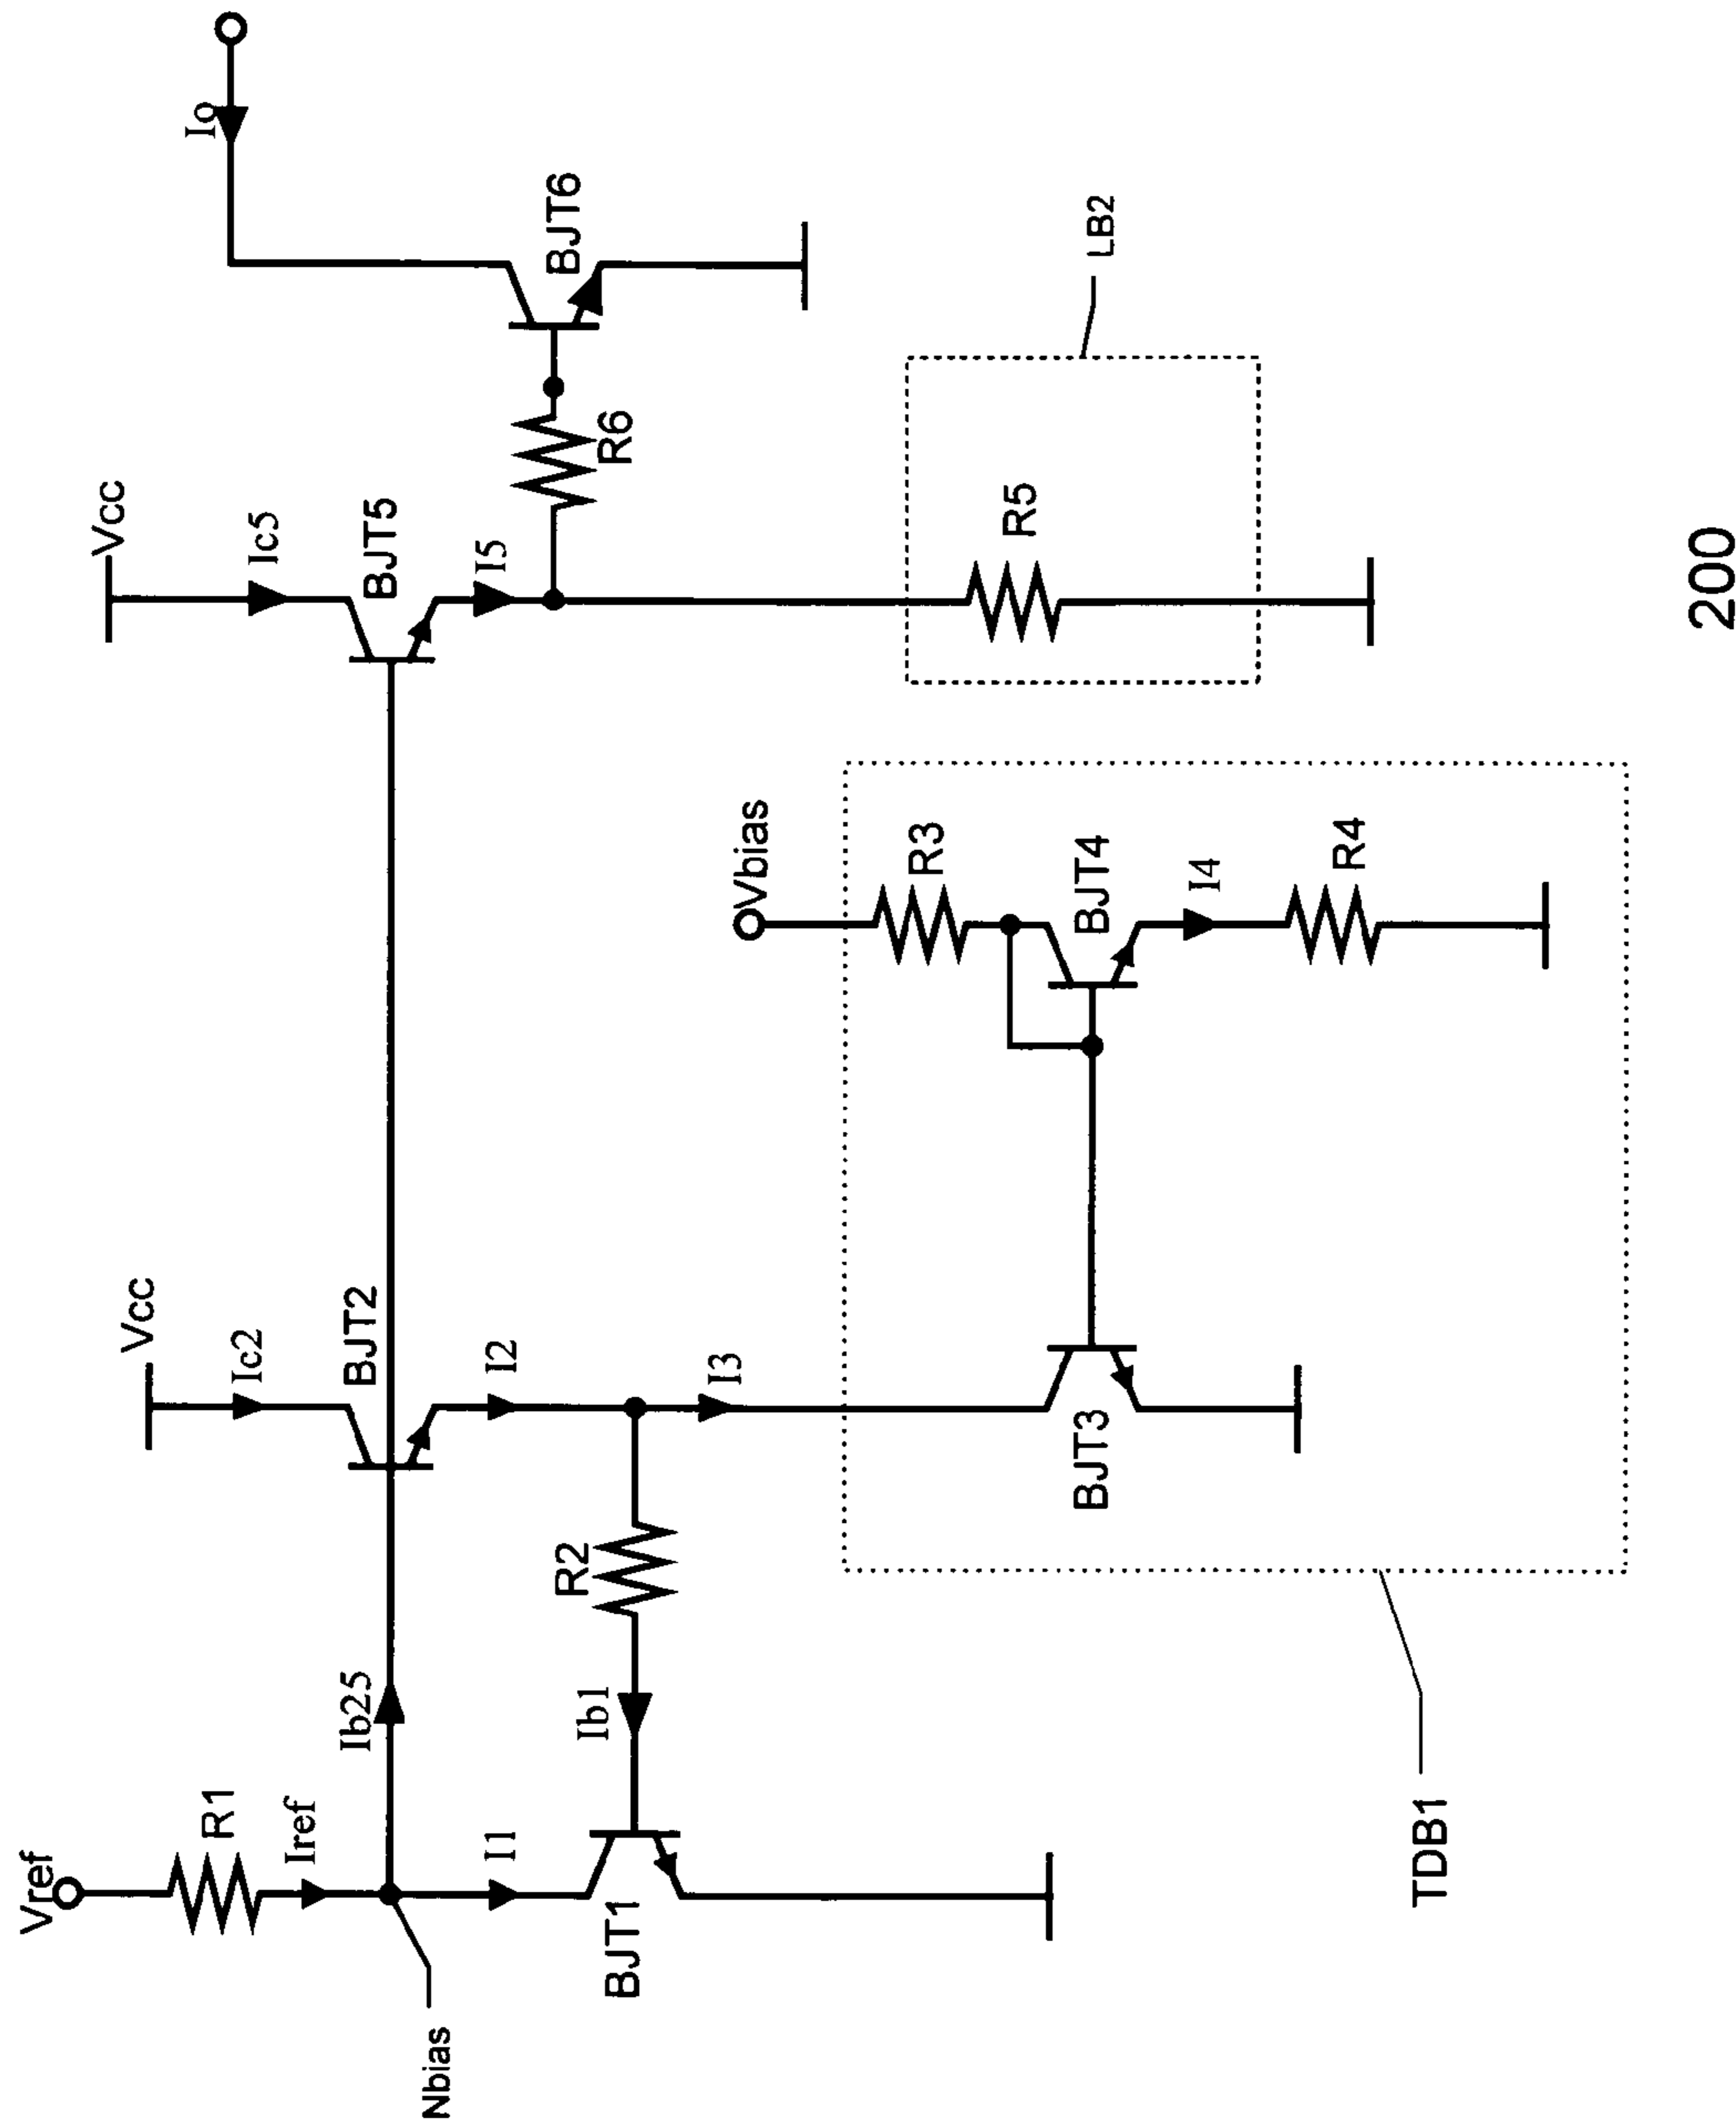 Vref
R1
Iref
Nbias
I1
BJT1
Ib25
Ib1
R2
Vcc
Ic2
BJT2
I2
I3
BJT3
TDB1
Vbias
R3
BJT4
I4
R4
Vcc
Ic5
BJT5
I5
R6
R5
LB2
BJT6
Io
200